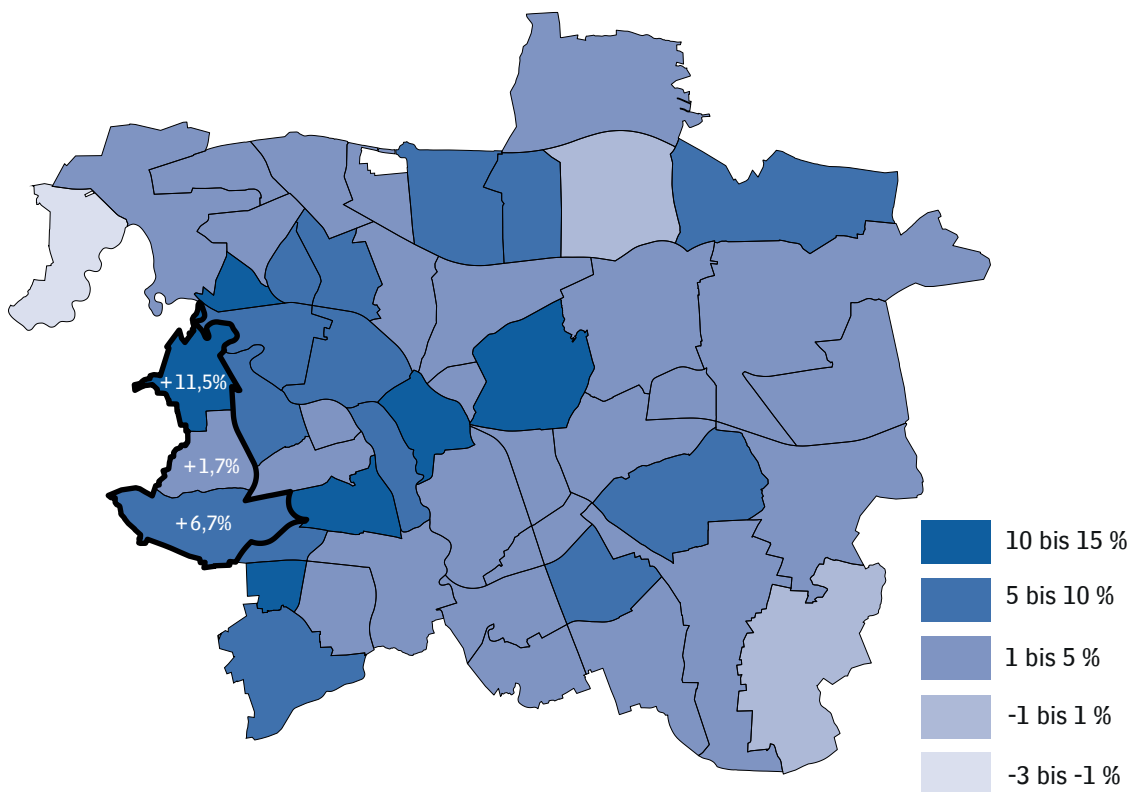 + 11,5%
+ 1,7%
+ 6,7%
10 bis 15 %
5 bis 10 %
1 bis 5 %
-1 bis 1 %
-3 bis -1 %